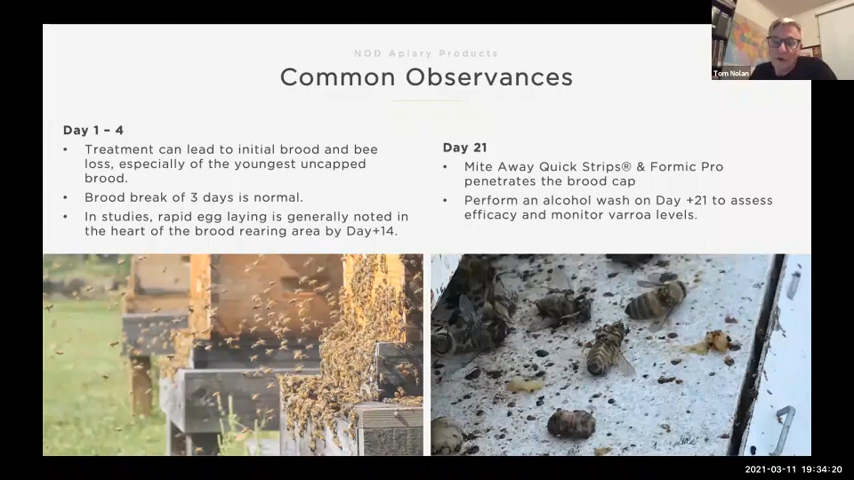 NOD Apiary Products
Common Observances
Day 1 – 4
• Treatment can lead to initial brood and bee
loss, especially of the youngest uncapped
brood.
• Brood break of 3 days is normal.
• In studies, rapid egg laying is generally noted in
the heart of the brood rearing area by Day+14.
Day 21
• Mite Away Quick Strips® & Formic Pro
penetrates the brood cap
• Perform an alcohol wash on Day +21 to assess
efficacy and monitor varroa levels.
Tom Nolan
2021-03-11 19:34:20